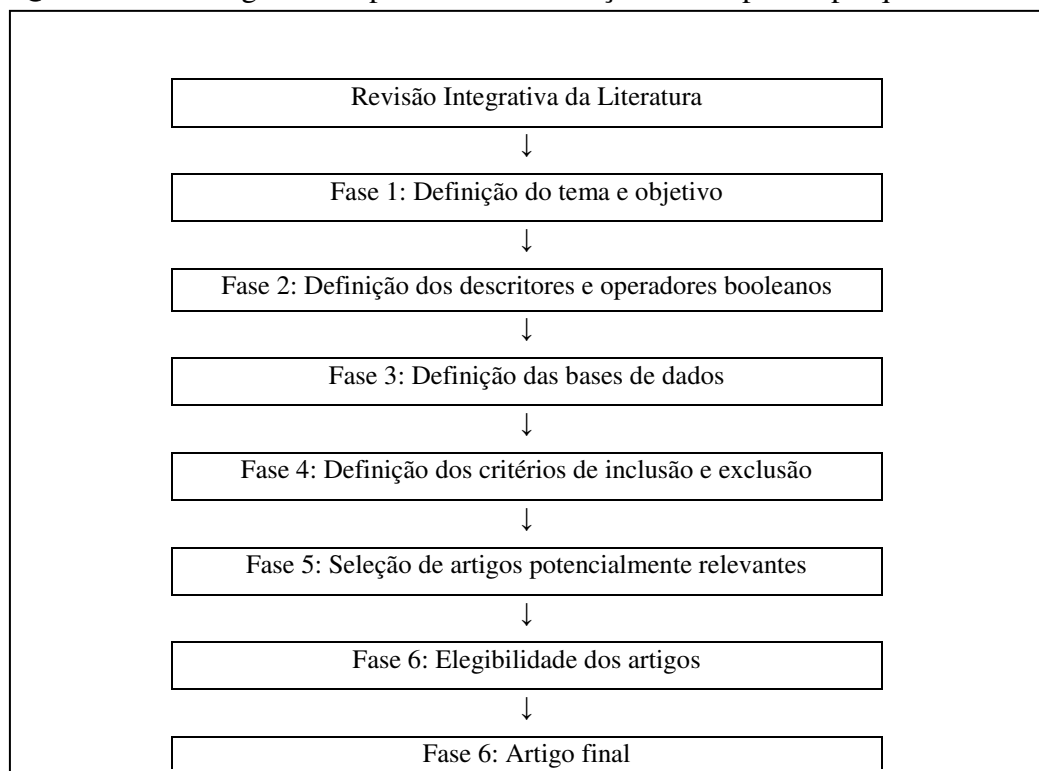 Revisão Integrativa da Literatura
↓
Fase 1: Definição do tema e objetivo
↓
Fase 2: Definição dos descritores e operadores booleanos
↓
Fase 3: Definição das bases de dados
↓
Fase 4: Definição dos critérios de inclusão e exclusão
↓
Fase 5: Seleção de artigos potencialmente relevantes
↓
Fase 6: Elegibilidade dos artigos
↓
Fase 6: Artigo final